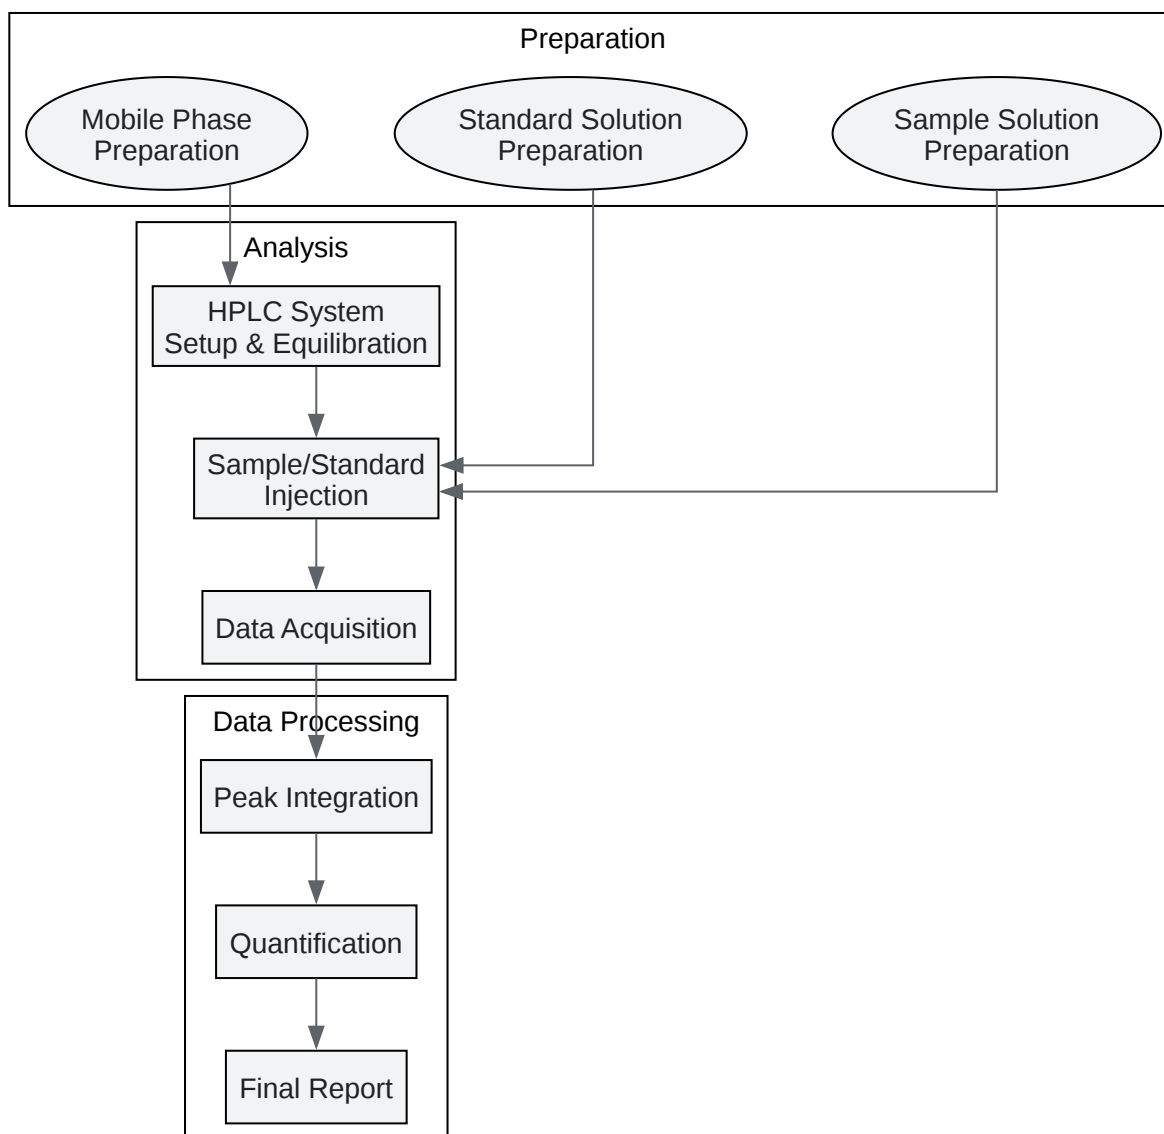 Preparation
Mobile Phase
Preparation
Standard Solution
Preparation
Sample Solution
Preparation
Analysis
HPLC System
Setup & Equilibration
Sample/Standard
Injection
Data Acquisition
Data Processing
Peak Integration
Quantification
Final Report